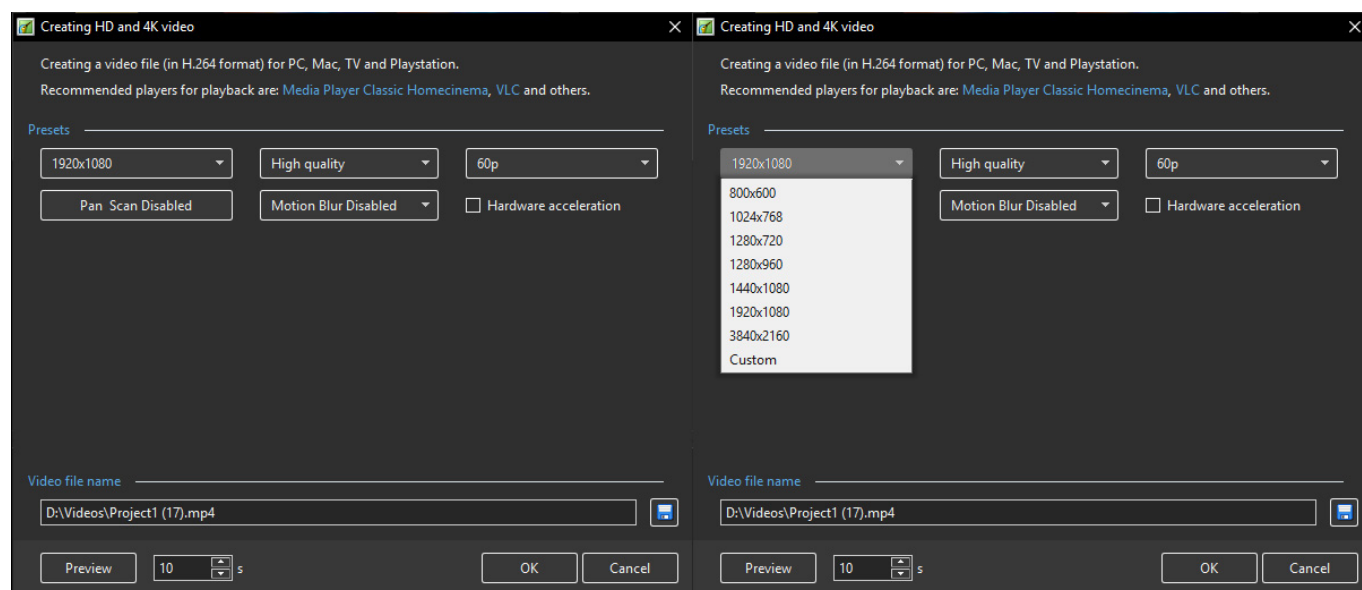 Creating HD and 4K video
Creating a video file (in H.264 format) for PC, Mac, TV and Playstation.
Recommended players for playback are: Media Player Classic Homecinema, VLC and others.
Presets
1920x1080 High quality 60p
Pan Scan Disabled Motion Blur Disabled Hardware acceleration
Video file name
D:\Videos\Project1 (17).mp4
Preview 10 s OK Cancel
Creating HD and 4K video
Creating a video file (in H.264 format) for PC, Mac, TV and Playstation.
Recommended players for playback are: Media Player Classic Homecinema, VLC and others.
Presets
1920x1080 High quality 60p
800x600
Motion Blur Disabled Hardware acceleration
1024x768
1280x720
1280x960
1440x1080
1920x1080
3840x2160
Custom
Video file name
D:\Videos\Project1 (17).mp4
Preview 10 s OK Cancel